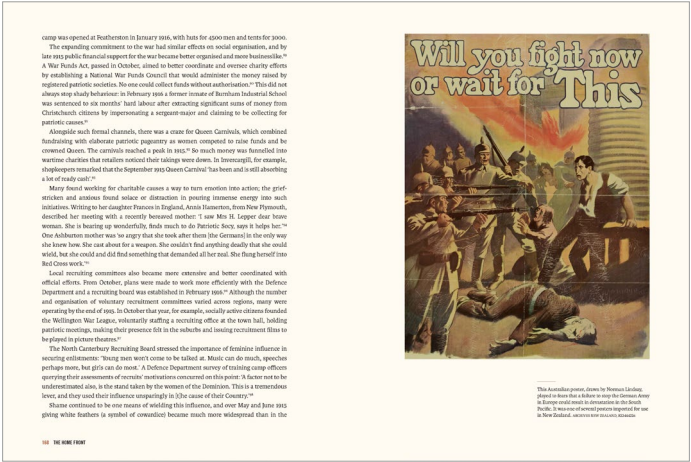 camp was opened at Featherston in January 1916, with huts for 4500 men and tents for 3000.
The expanding commitment to the war had similar effects on social organisation, and by
late 1915 public financial support for the war became better organised and more businesslike.
A War Funds Act, passed in October, aimed to better coordinate and oversee charity efforts
by establishing a National War Funds Council that would administer the money raised by
registered patriotic societies. No one could collect funds without authorisation. This did not
always stop shady behaviour: in February 1916 a former inmate of Burnham Industrial School
was sentenced to six months' hard labour after extracting significant sums of money from
Christchurch citizens by impersonating a sergeant-major and claiming to be collecting for
patriotic causes.
Alongside such formal channels, there was a craze for Queen Carnivals, which combined
fundraising with elaborate patriotic pageantry as women competed to raise funds and be
crowned Queen. The carnivals reached a peak in 1915. So much money was funnelled into
wartime charities that retailers noticed their takings were down. In Invercargill, for example,
shopkeepers remarked that the September 1915 Queen Carnival 'has been and is still absorbing
a lot of ready cash'.
Many found working for charitable causes a way to turn emotion into action; the grief-
stricken and anxious found solace or distraction in pouring immense energy into such
initiatives. Writing to her daughter Frances in England, Annis Hamerton, from New Plymouth,
described her meeting with a recently bereaved mother: 'I saw Mrs H. Lepper dear brave
woman. She is bearing up wonderfully, finds much to do Patriotic Socy, says it helps her.'
One Ashburton mother was 'so angry that she took after them [the Germans] in the only way
she knew how. She cast about for a weapon. She couldn't find anything deadly that she could
wield, but she could and did find something that demanded all her zeal. She flung herself into
Red Cross work.'
Local recruiting committees also became more extensive and better coordinated with
official efforts. From October, plans were made to work more efficiently with the Defence
Department and a recruiting board was established in February 1916. Although the number
and organisation of voluntary recruitment committees varied across regions, many were
operating by the end of 1915. In October that year, for example, socially active citizens founded
the Wellington War League, voluntarily staffing a recruiting office at the town hall, holding
patriotic meetings, making their presence felt in the suburbs and issuing recruitment films to
be played in picture theatres.
The North Canterbury Recruiting Board stressed the importance of feminine influence in
securing enlistments: 'Young men won't come to be talked at. Music can do much, speeches
perhaps more, but girls can do most.' A Defence Department survey of training camp officers
querying their assessments of recruits' motivations concurred on this point: 'A factor not to be
underestimated also, is the stand taken by the women of the Dominion. This is a tremendous
lever, and they used their influence unsparingly in [t]he cause of their Country.'
Shame continued to be one means of wielding this influence, and over May and June 1915
giving white feathers (a symbol of cowardice) became much more widespread than in the
THE HOME FRONT
Will you fight now
or wait for This
This Australian poster, drawn by Norman Lindsay,
played to fears that a failure to stop the German Army
in Europe could result in devastation in the South
Pacific. It was one of several posters imported for use
in New Zealand. ARCHIVES NEW ZEALAND,